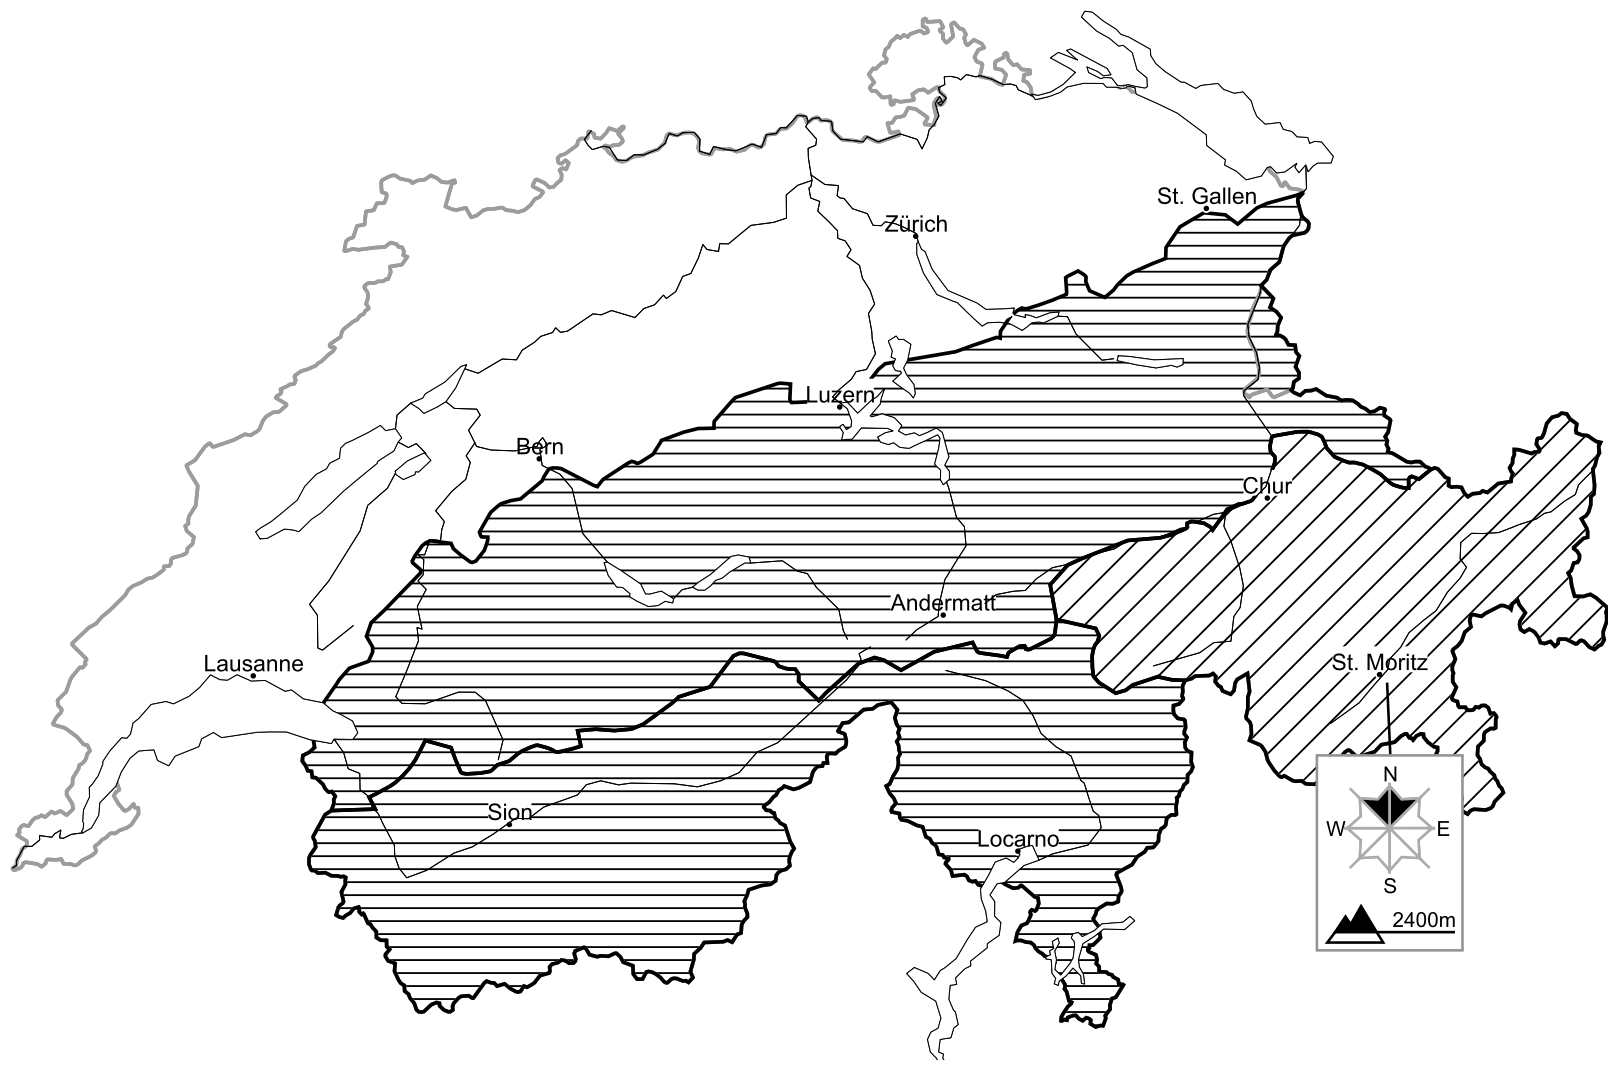 St. Gallen
Zürich
Luzern
Bern
Chur
Andermatt
Lausanne
St. Moritz
Sion
Locarno
N
W E
S
2400m